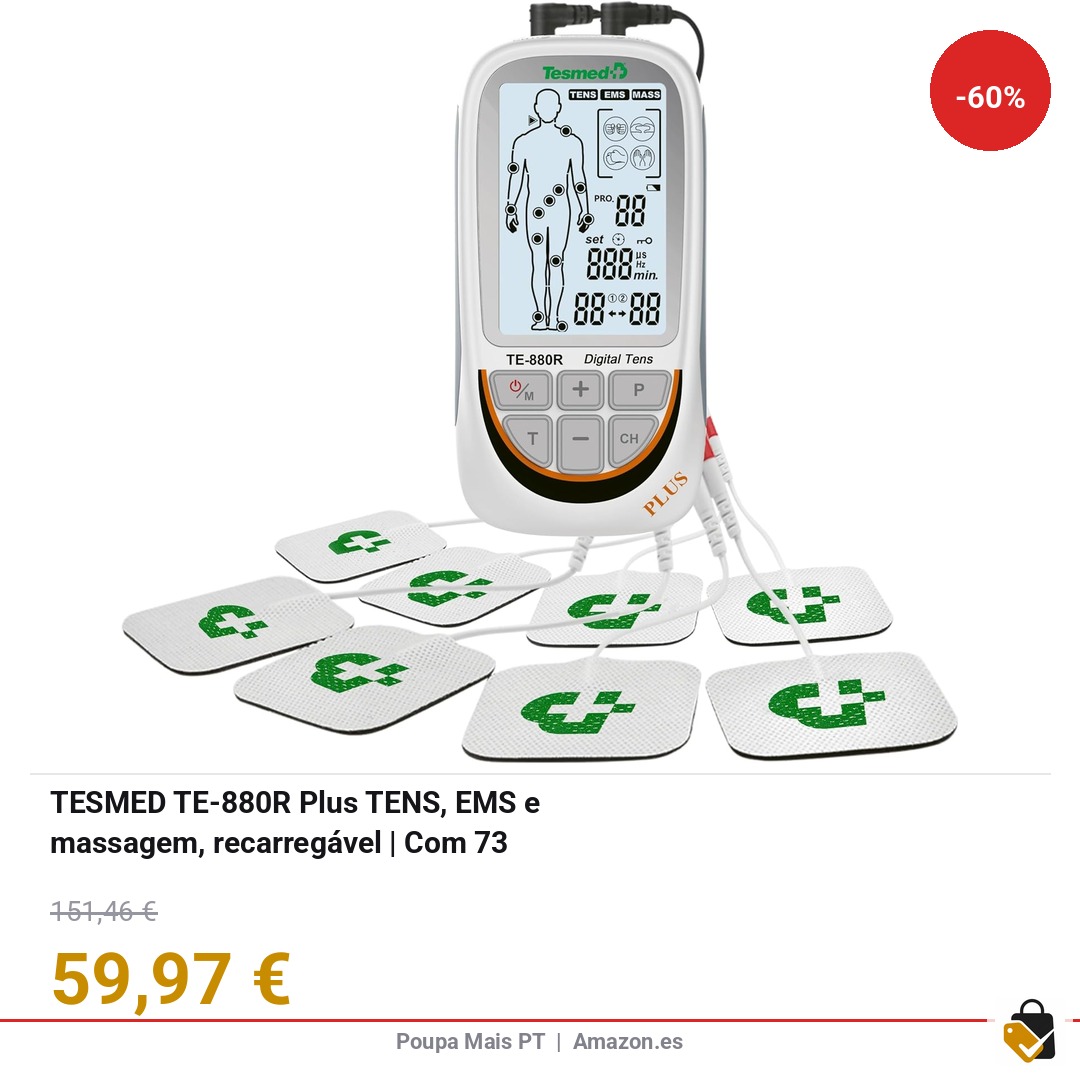 Tesmed
-60%
TENS EMS MASS
PRO. 88
set
888 µs Hz min.
88 ①② 88
TE-880R Digital Tens
/M + P
T − CH
PLUS
TESMED TE-880R Plus TENS, EMS e
massagem, recarregável | Com 73
151,46 €
59,97 €
Poupa Mais PT | Amazon.es